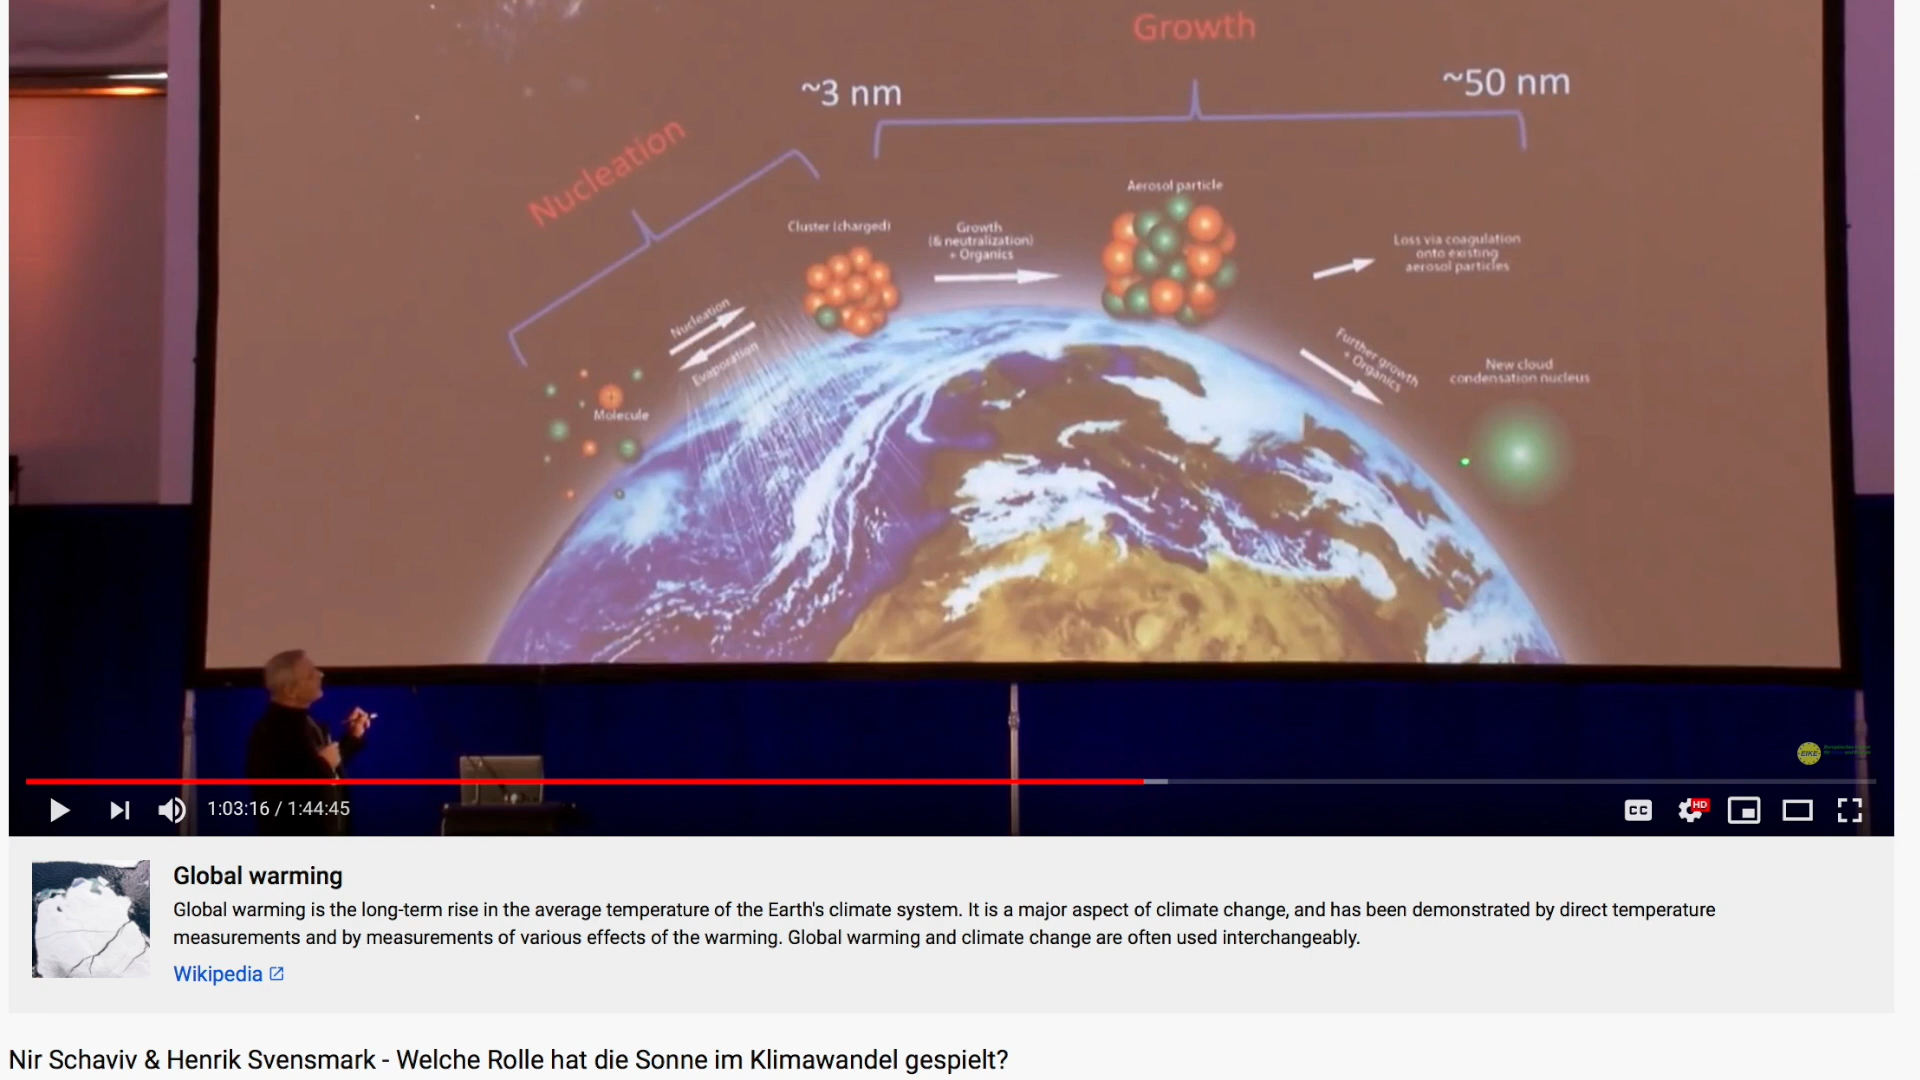 Growth
~3 nm
~50 nm
Nucleation
Aerosol particle
Cluster (charged)
Growth
(& neutralization)
+ Organics
Loss via coagulation
onto existing
aerosol particles
Nucleation
Evaporation
Further growth
+ Organics
New cloud
condensation nucleus
Molecule
EIKE
1:03:16 / 1:44:45
CC
HD
Global warming
Global warming is the long-term rise in the average temperature of the Earth's climate system. It is a major aspect of climate change, and has been demonstrated by direct temperature
measurements and by measurements of various effects of the warming. Global warming and climate change are often used interchangeably.
Wikipedia
Nir Schaviv & Henrik Svensmark - Welche Rolle hat die Sonne im Klimawandel gespielt?